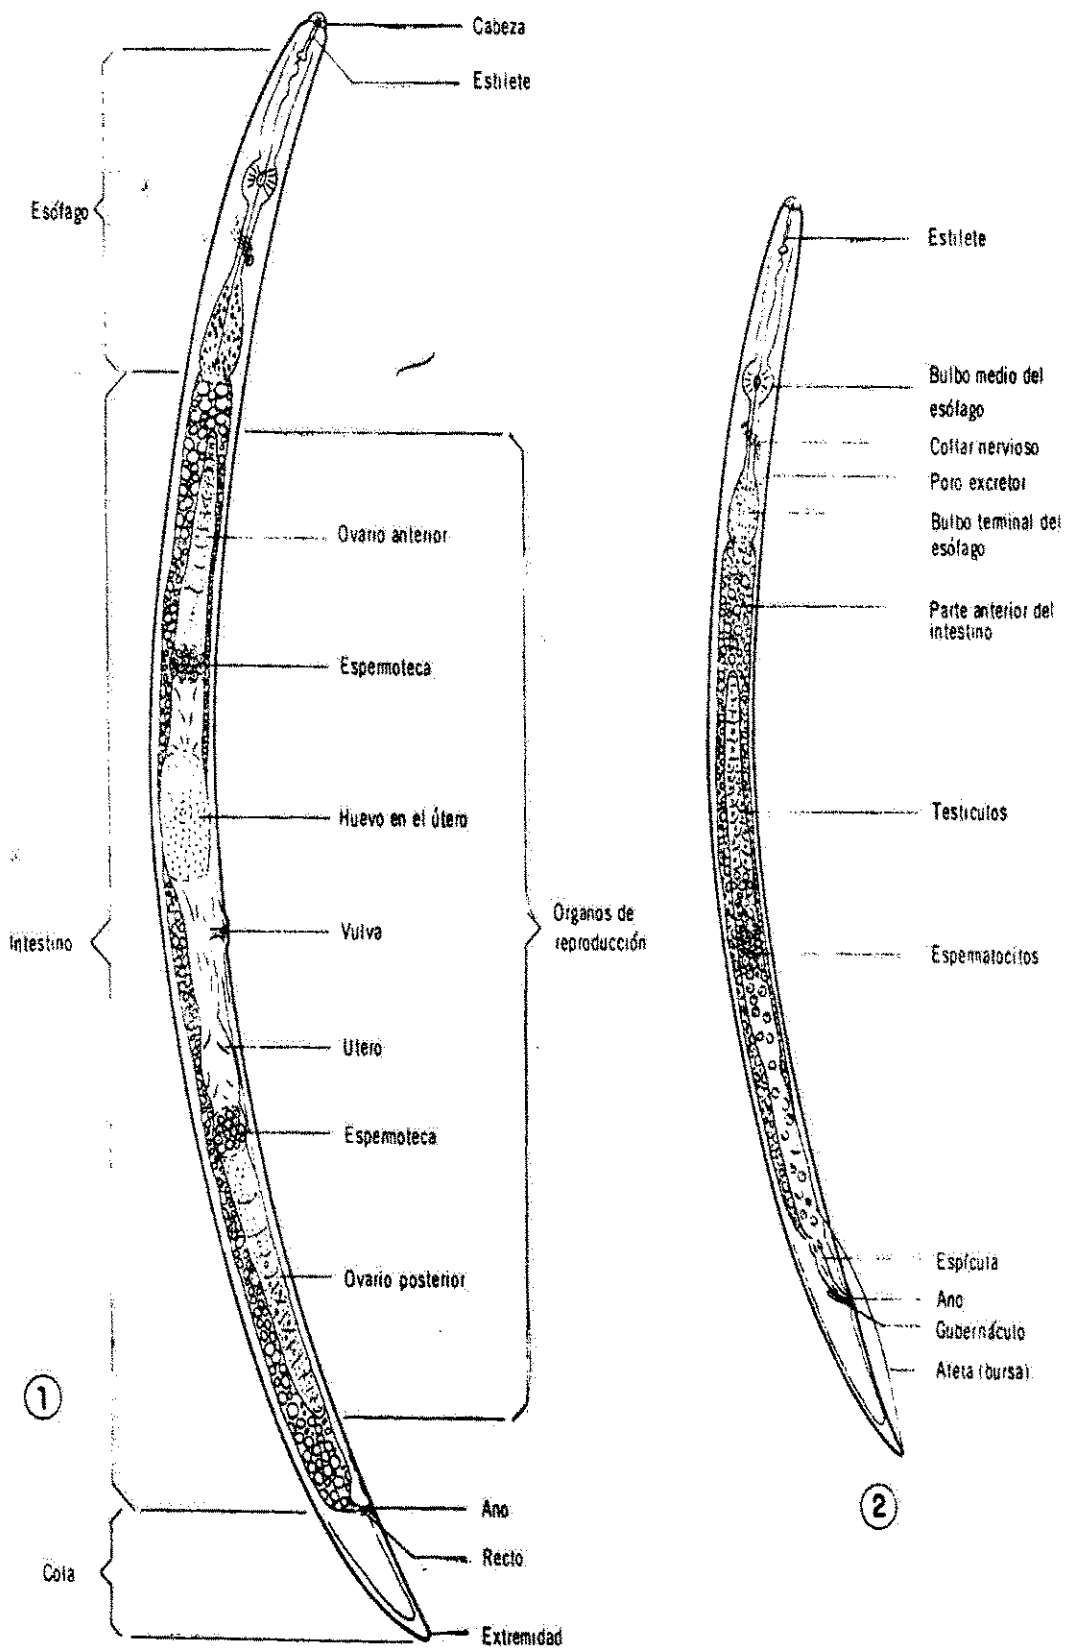 Cabeza
Estilete
Esófago
Ovario anterior
Espermoteca
Huevo en el útero
Vulva
Organos de
reproducción
Intestino
Utero
Espermoteca
Ovario posterior
1
Ano
Recto
Cola
Extremidad
Estilete
Bulbo medio del
esófago
Collar nervioso
Poro excretor
Bulbo terminal del
esófago
Parte anterior del
intestino
Testículos
Espermatocitos
Espícula
Ano
Gubernáculo
Aleta (bursa)
2